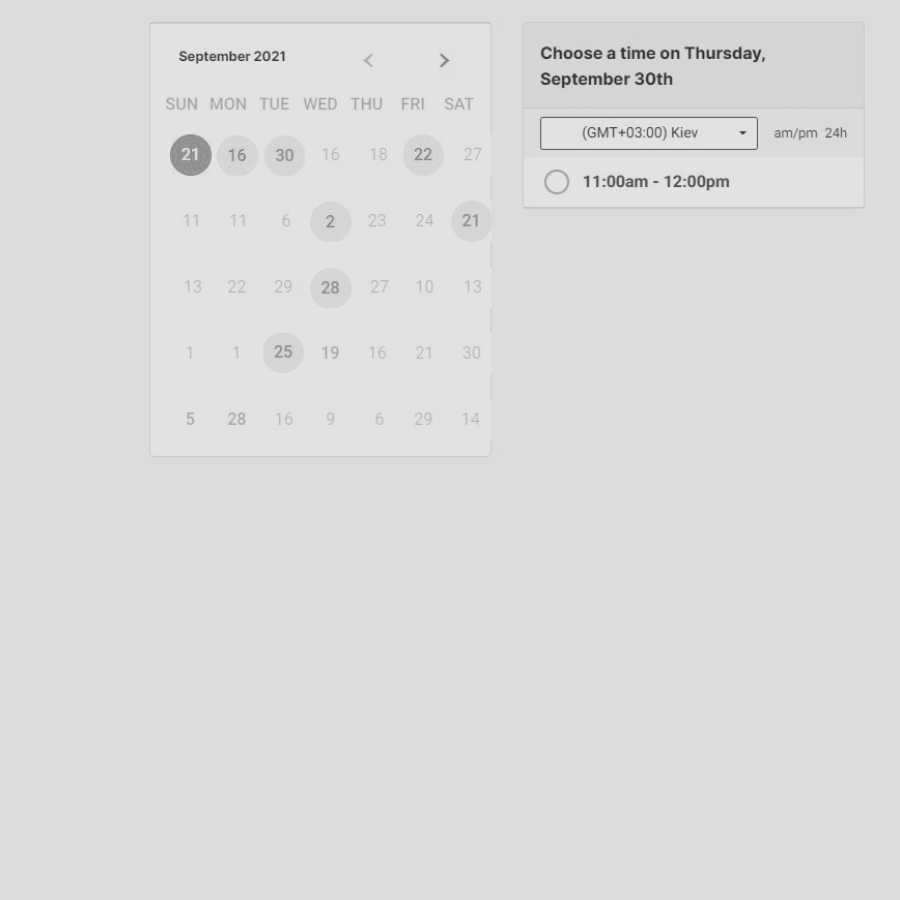 September 2021
SUN MON TUE WED THU FRI SAT
21 16 30 16 18 22 27
11 11 6 2 23 24 21
13 22 29 28 27 10 13
1 1 25 19 16 21 30
5 28 16 9 6 29 14
Choose a time on Thursday,
September 30th
(GMT+03:00) Kiev am/pm 24h
11:00am - 12:00pm